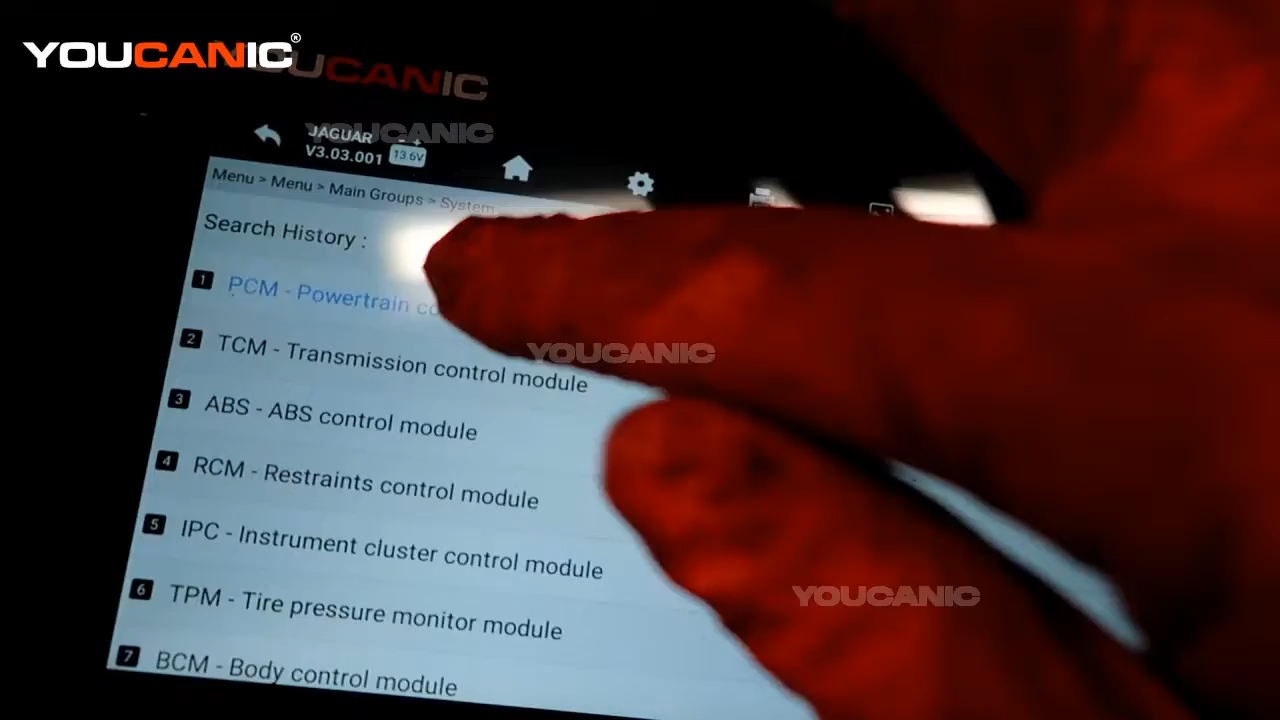 YOUCANIC®
YOUCANIC
YOUCANIC
JAGUAR
V3.03.001
- +
13.6V
Menu > Menu > Main Groups > System
Search History :
1 PCM - Powertrain
2 TCM - Transmission control module
YOUCANIC
3 ABS - ABS control module
4 RCM - Restraints control module
5 IPC - Instrument cluster control module
6 TPM - Tire pressure monitor module
YOUCANIC
7 BCM - Body control module